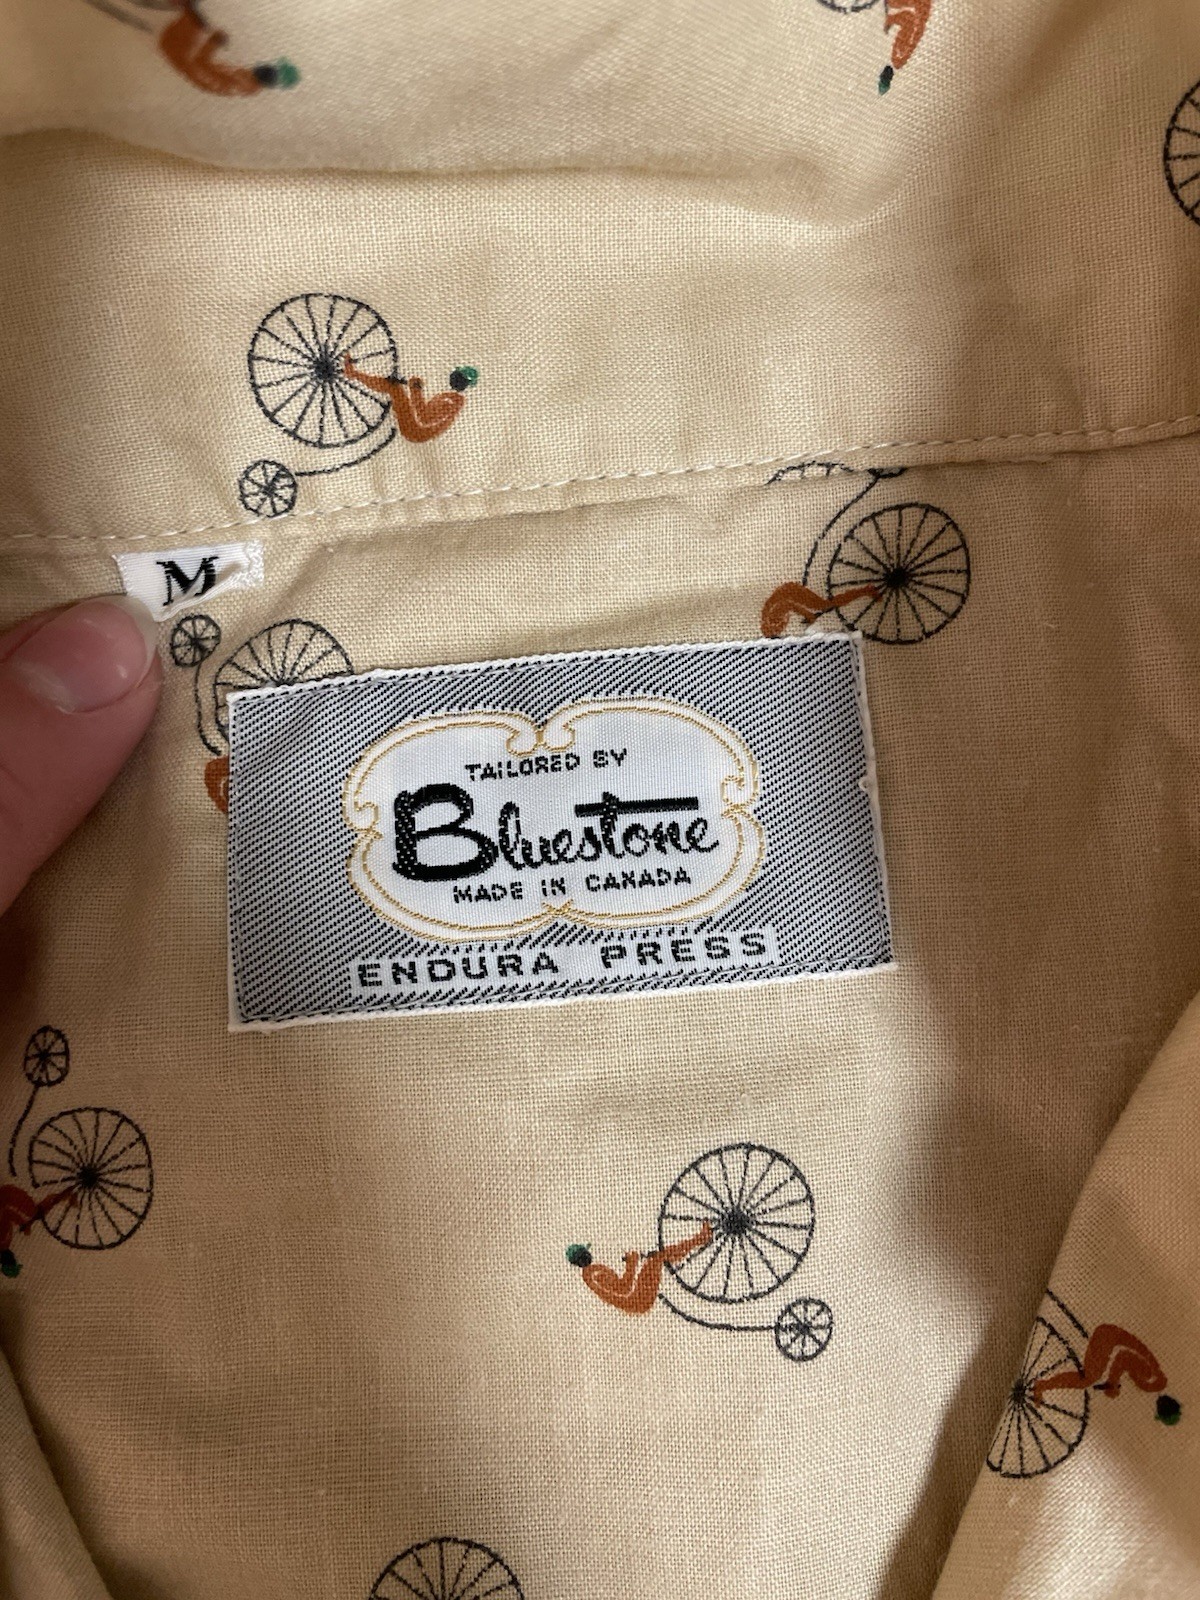 M
TAILORED BY
Bluestone
MADE IN CANADA
ENDURA PRESS